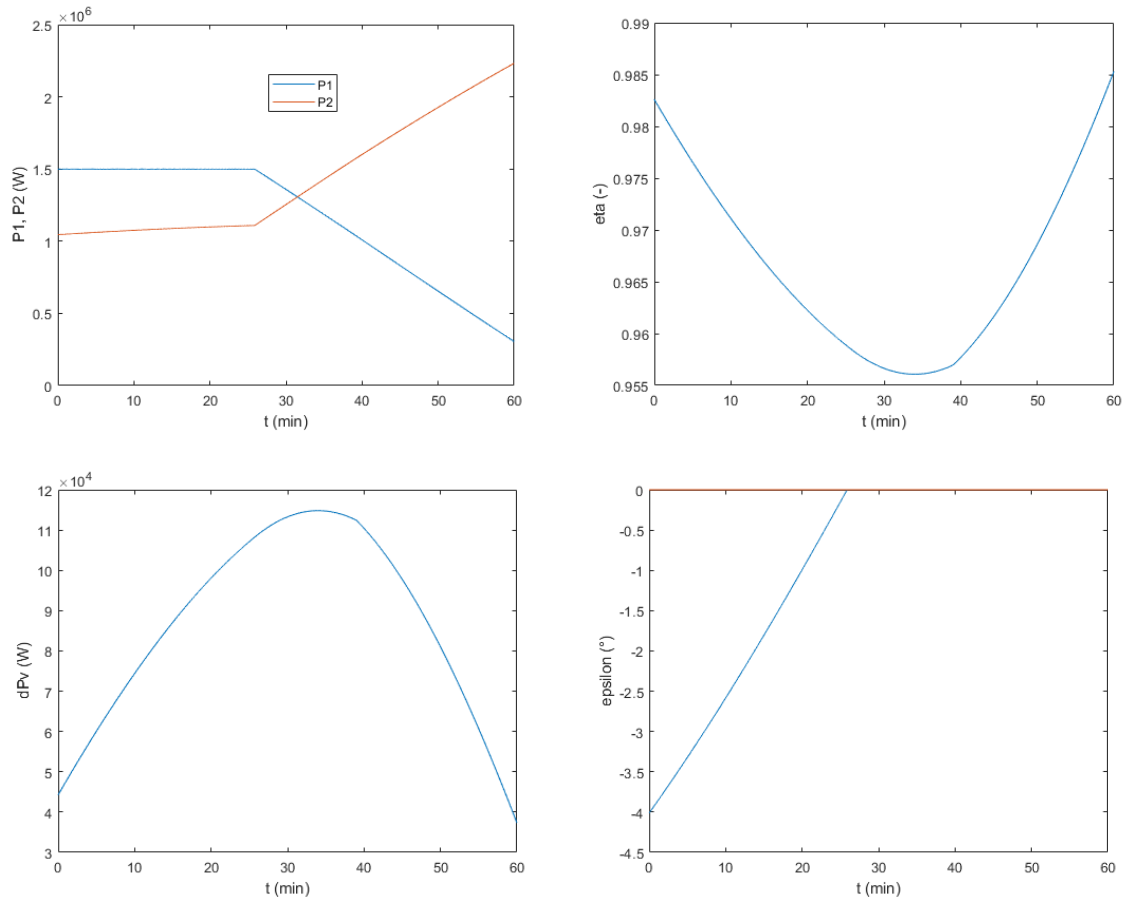 ×10⁶
2.5
2
1.5
1
0.5
0
P1, P2 (W)
P1
P2
0 10 20 30 40 50 60
t (min)
0.99
0.985
0.98
0.975
0.97
0.965
0.96
0.955
eta (-)
0 10 20 30 40 50 60
t (min)
×10⁴
12
11
10
9
8
7
6
5
4
3
dPv (W)
0 10 20 30 40 50 60
t (min)
0
-0.5
-1
-1.5
-2
-2.5
-3
-3.5
-4
-4.5
epsilon (°)
0 10 20 30 40 50 60
t (min)